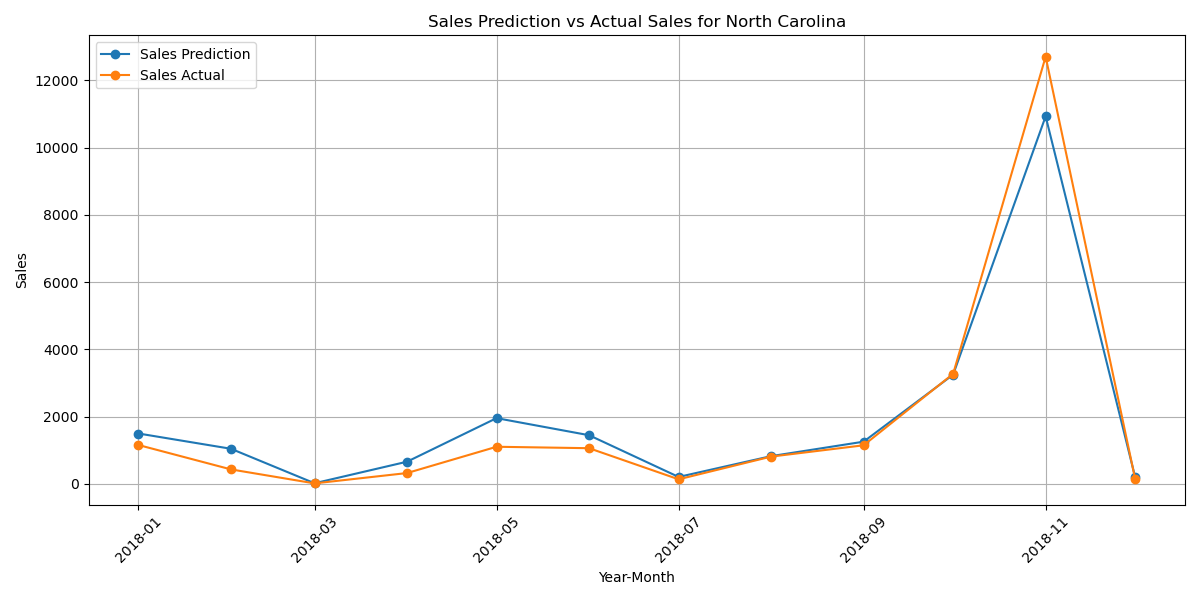 Sales Prediction vs Actual Sales for North Carolina
Sales Prediction
Sales Actual
12000
10000
8000
6000
4000
2000
0
Sales
2018-01
2018-03
2018-05
2018-07
2018-09
2018-11
Year-Month